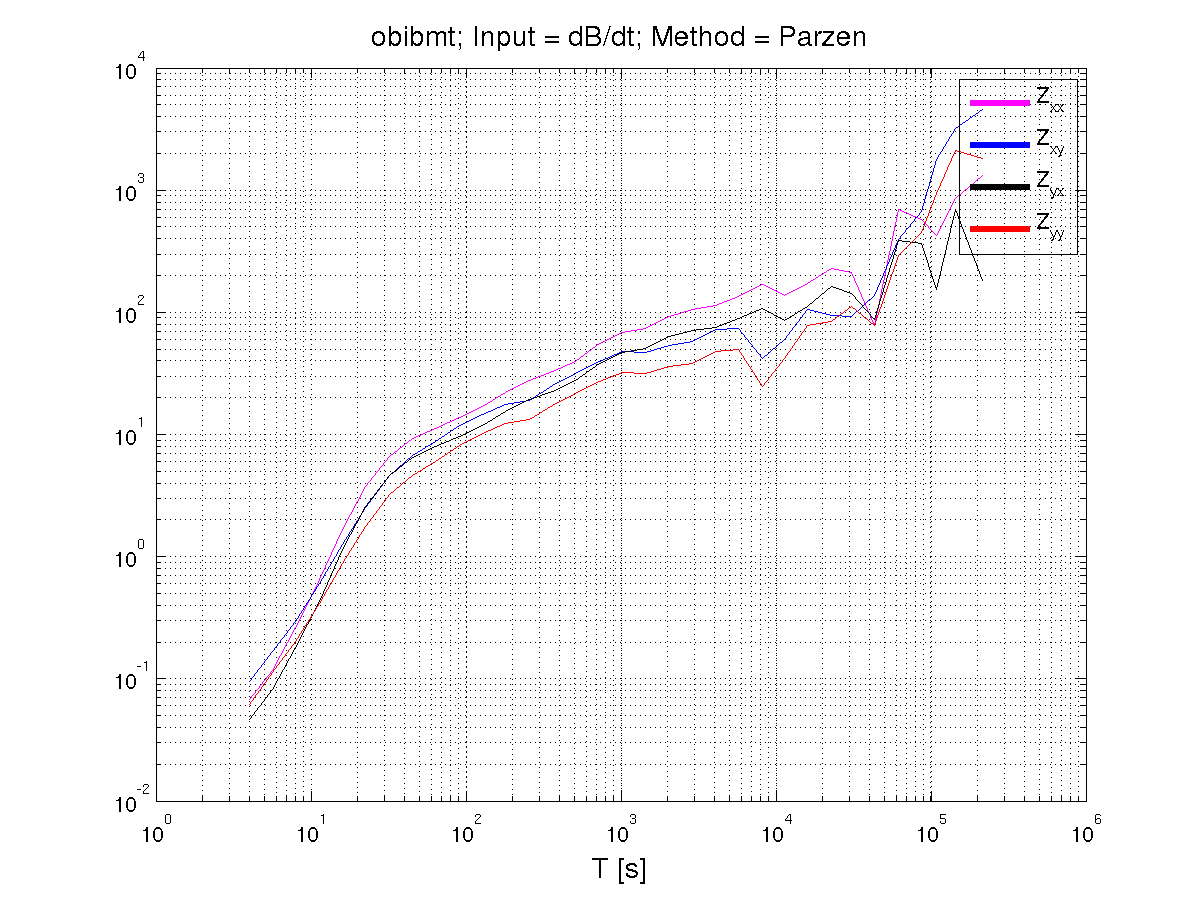 obibmt; Input = dB/dt; Method = Parzen
10^4
10^3
10^2
10^1
10^0
10^-1
10^-2
Z_xx
Z_xy
Z_yx
Z_yy
10^0 10^1 10^2 10^3 10^4 10^5 10^6
T [s]